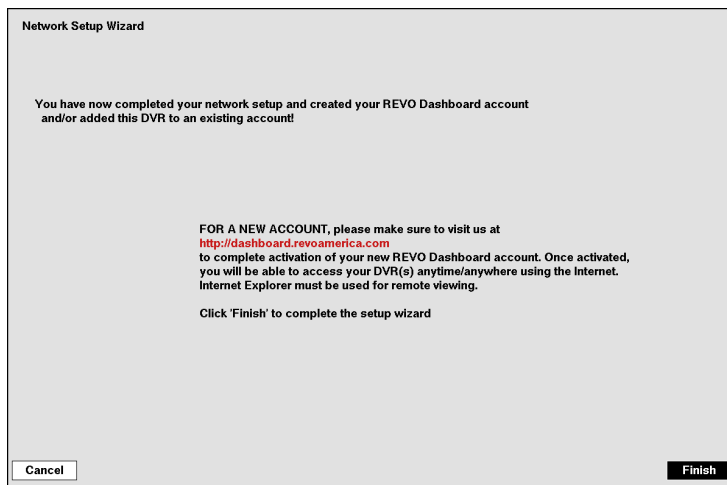 Network Setup Wizard
You have now completed your network setup and created your REVO Dashboard account
and/or added this DVR to an existing account!
FOR A NEW ACCOUNT, please make sure to visit us at
http://dashboard.revoamerica.com
to complete activation of your new REVO Dashboard account. Once activated,
you will be able to access your DVR(s) anytime/anywhere using the Internet.
Internet Explorer must be used for remote viewing.
Click 'Finish' to complete the setup wizard
Cancel
Finish